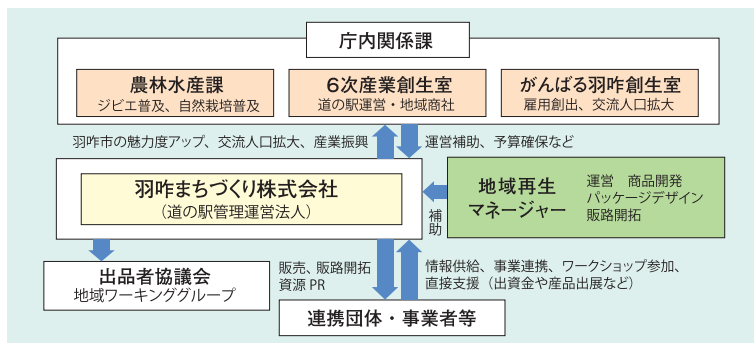 庁内関係課
農林水産課
ジビエ普及、自然栽培普及
6次産業創生室
道の駅運営・地域商社
がんばる羽咋創生室
雇用創出、交流人口拡大
羽咋市の魅力度アップ、交流人口拡大、産業振興
運営補助、予算確保など
羽咋まちづくり株式会社
（道の駅管理運営法人）
補助
地域再生
マネージャー
運営　商品開発
パッケージデザイン
販路開拓
出品者協議会
地域ワーキンググループ
販売、販路開拓
資源 PR
情報供給、事業連携、ワークショップ参加、
直接支援（出資金や産品出展など）
連携団体・事業者等